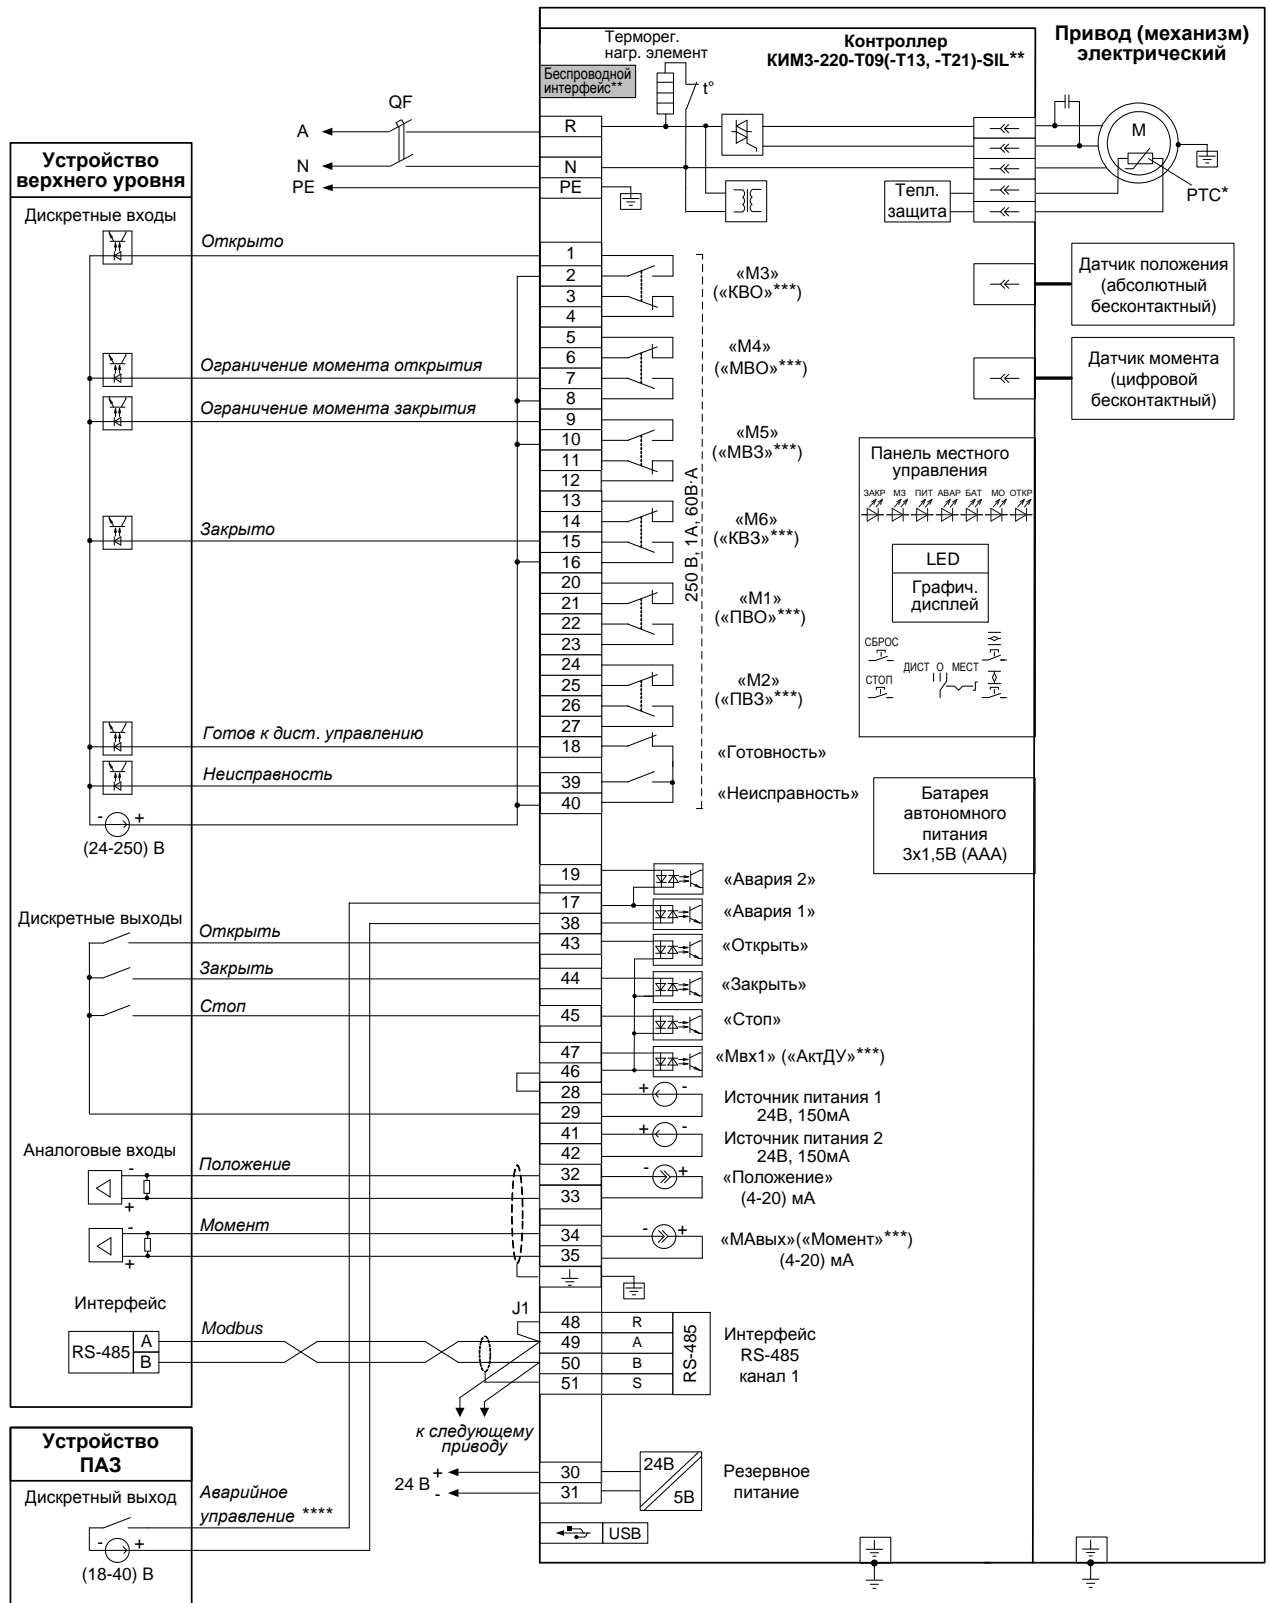 Привод (механизм)
электрический
Контроллер
КИМ3-220-Т09(-Т13, -Т21)-SIL**
Терморег.
нагр. элемент
t°
Беспроводной
интерфейс**
QF
A
N
PE
R
N
PE
M
PTC*
Тепл.
защита
Устройство
верхнего уровня
Дискретные входы
Открыто
1
2
3
4
«М3»
(«КВО»***)
Датчик положения
(абсолютный
бесконтактный)
5
6
7
8
Ограничение момента открытия
«М4»
(«МВО»***)
Датчик момента
(цифровой
бесконтактный)
Ограничение момента закрытия
9
10
11
12
«М5»
(«МВЗ»***)
Закрыто
13
14
15
16
«М6»
(«КВЗ»***)
20
21
22
23
«М1»
(«ПВО»***)
24
25
26
27
«М2»
(«ПВЗ»***)
250 В, 1А, 60В·А
Готов к дист. управлению
18
«Готовность»
Неисправность
39
40
«Неисправность»
- +
(24-250) В
Панель местного
управления
ЗАКР МЗ ПИТ АВАР БАТ МО ОТКР
LED
Графич.
дисплей
СБРОС
СТОП
ДИСТ О МЕСТ
Батарея
автономного
питания
3х1,5В (ААА)
19
«Авария 2»
17
38
«Авария 1»
Дискретные выходы
Открыть
43
«Открыть»
Закрыть
44
«Закрыть»
Стоп
45
«Стоп»
47
46
«Мвх1» («АктДУ»***)
28
29
+ -
Источник питания 1
24В, 150мА
41
42
+ -
Источник питания 2
24В, 150мА
Аналоговые входы
Положение
-
+
32
33
- +
«Положение»
(4-20) мА
Момент
-
+
34
35
- +
«МАвых»(«Момент»***)
(4-20) мА
Интерфейс
RS-485
A
B
Modbus
J1
48 R
49 A
50 B
51 S
RS-485
Интерфейс
RS-485
канал 1
к следующему
приводу
24 В
+
-
30
31
24В
5В
Резервное
питание
USB
Устройство
ПАЗ
Дискретный выход
Аварийное
управление ****
- +
(18-40) В